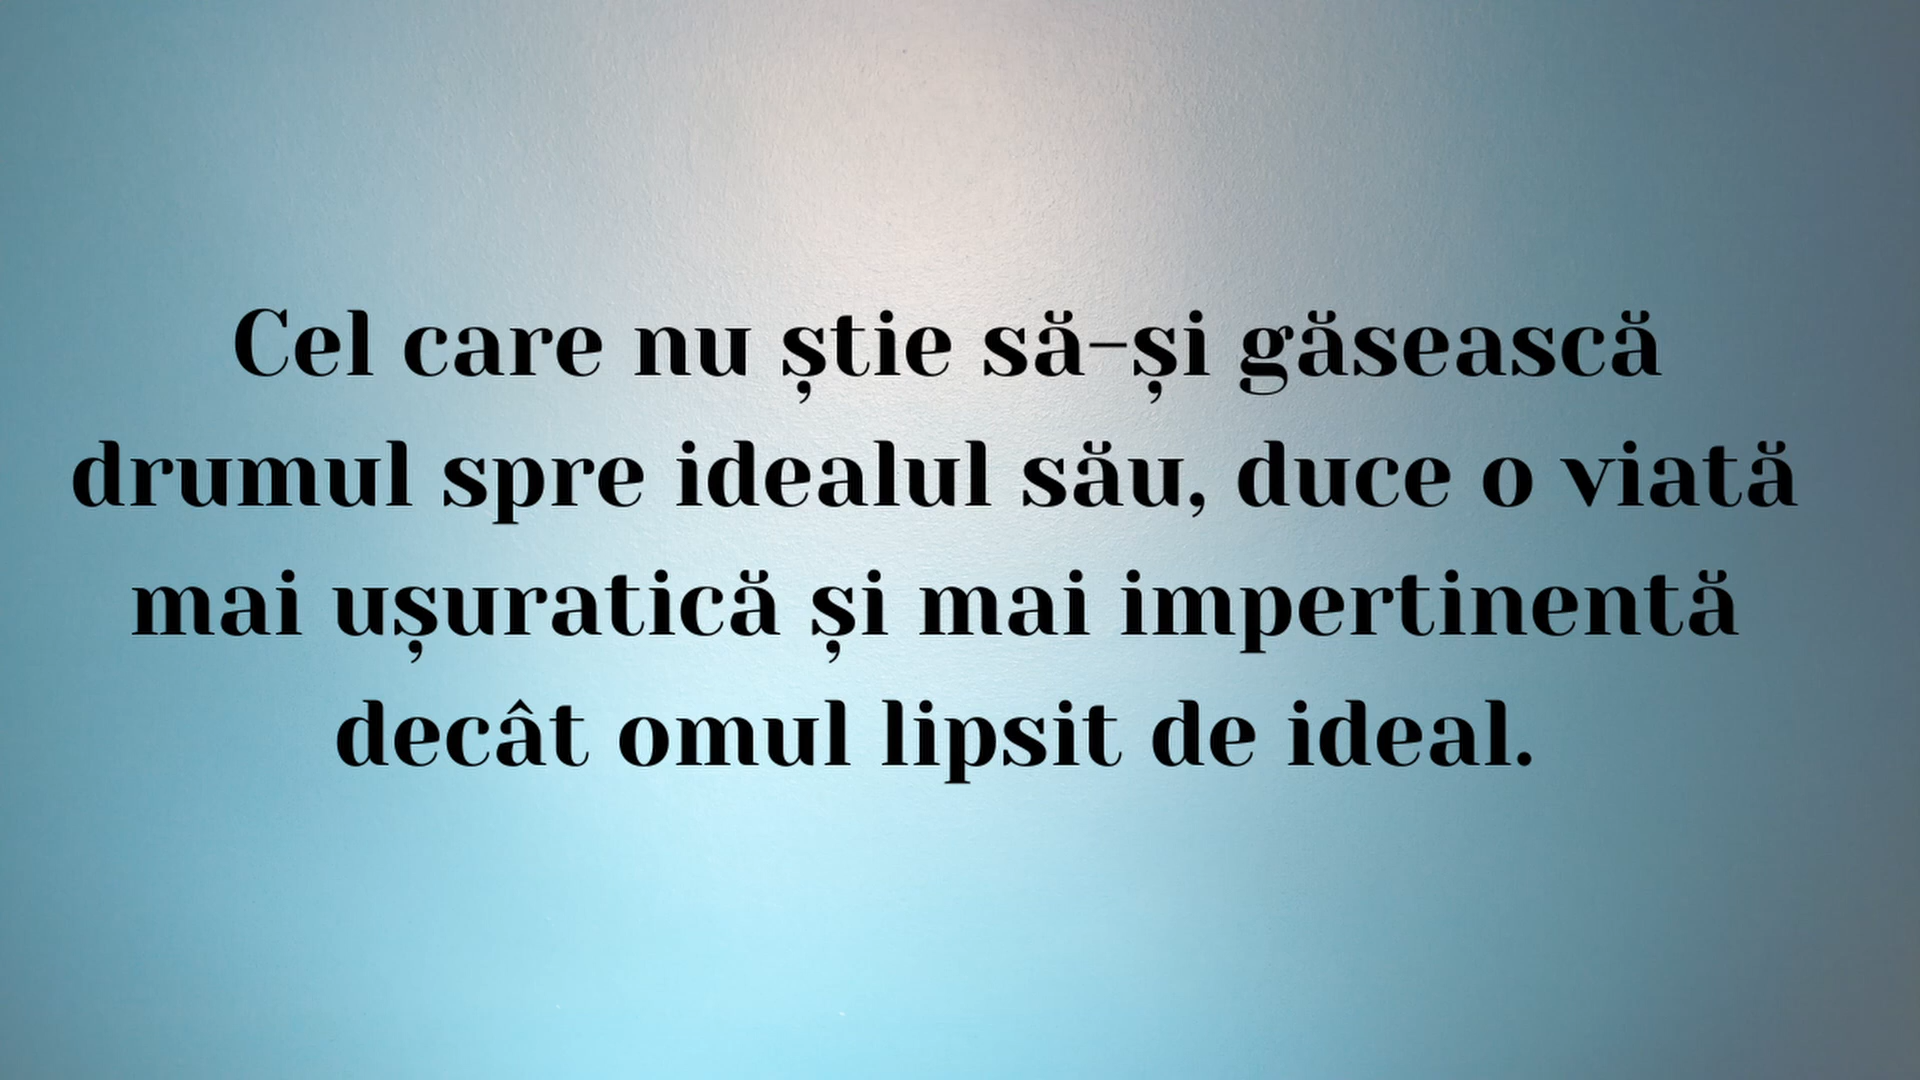 Cel care nu știe să-și găsească
drumul spre idealul său, duce o viată
mai ușuratică și mai impertinentă
decât omul lipsit de ideal.